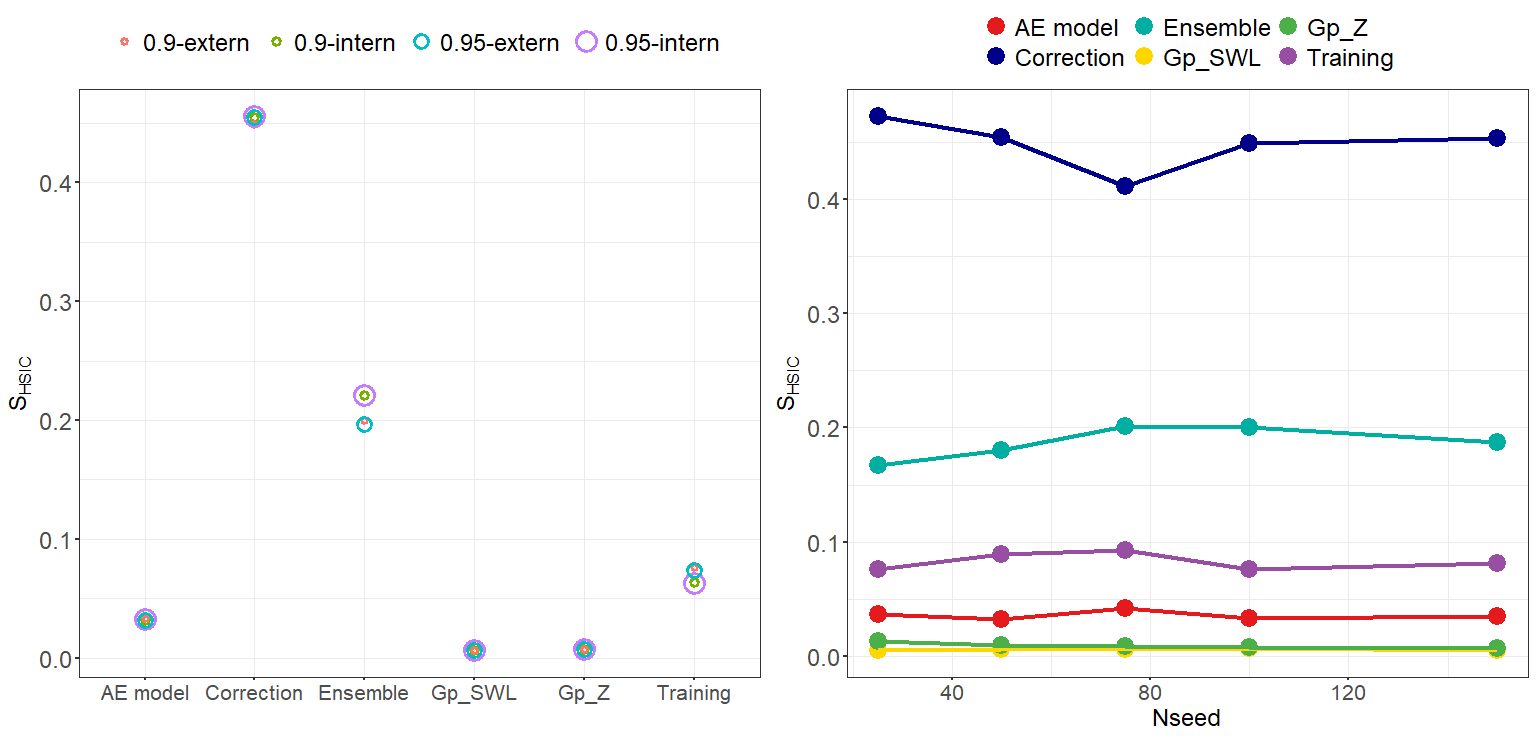 0.9-extern 0.9-intern 0.95-extern 0.95-intern
S_HSIC
0.4
0.3
0.2
0.1
0.0
AE model Correction Ensemble Gp_SWL Gp_Z Training
AE model Ensemble Gp_Z
Correction Gp_SWL Training
S_HSIC
0.4
0.3
0.2
0.1
0.0
40 80 120
Nseed